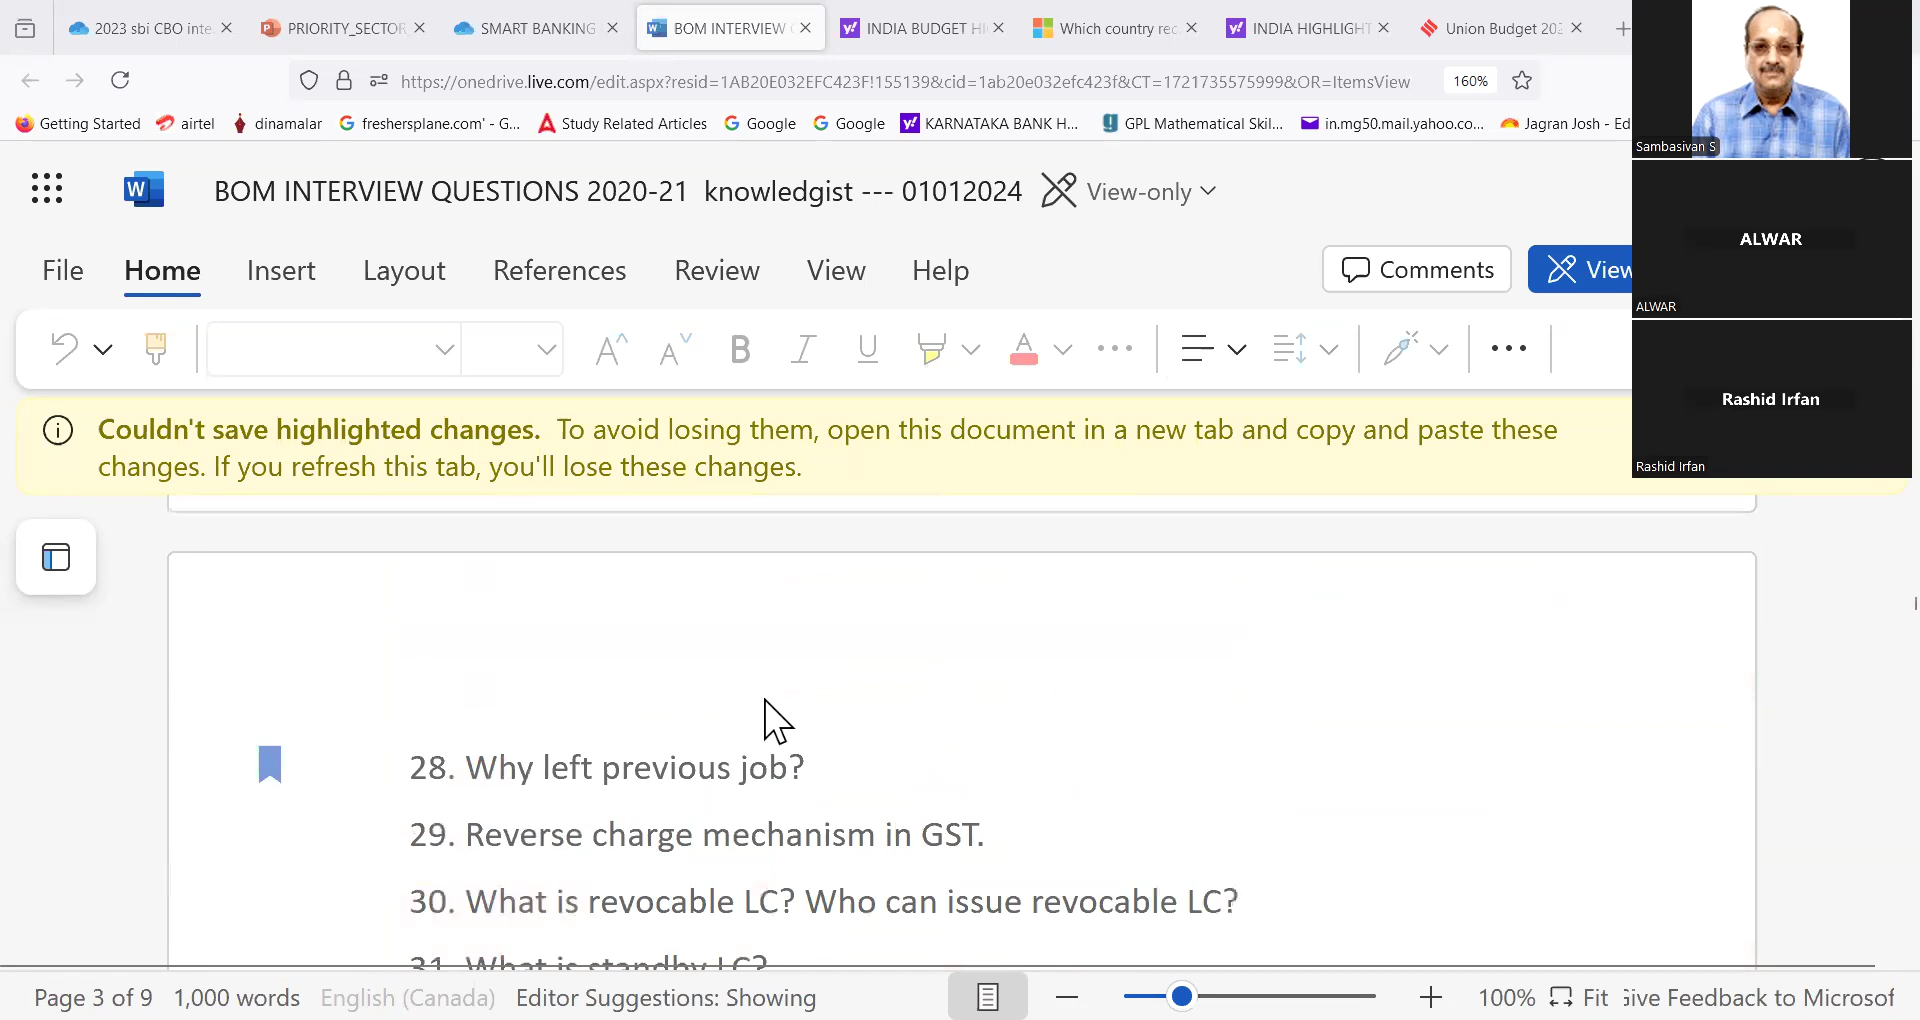 2023 sbi CBO inte
PRIORITY_SECTOR
SMART BANKING
BOM INTERVIEW
INDIA BUDGET HI
Which country rec
INDIA HIGHLIGHT
Union Budget 202
https://onedrive.live.com/edit.aspx?resid=1AB20E032EFC423F!155139&cid=1ab20e032efc423f&CT=1721735575999&OR=ItemsView
160%
Getting Started
airtel
dinamalar
freshersplane.com' - G...
Study Related Articles
Google
Google
KARNATAKA BANK H...
GPL Mathematical Skil...
in.mg50.mail.yahoo.co...
Jagran Josh - Ed
Sambasivan S
BOM INTERVIEW QUESTIONS 2020-21 knowledgist --- 01012024
View-only
ALWAR
ALWAR
File
Home
Insert
Layout
References
Review
View
Help
Comments
View
Rashid Irfan
Rashid Irfan
Couldn't save highlighted changes. To avoid losing them, open this document in a new tab and copy and paste these
changes. If you refresh this tab, you'll lose these changes.
28. Why left previous job?
29. Reverse charge mechanism in GST.
30. What is revocable LC? Who can issue revocable LC?
31. What is standby LC?
Page 3 of 9
1,000 words
English (Canada)
Editor Suggestions: Showing
100%
Fit
Give Feedback to Microsof